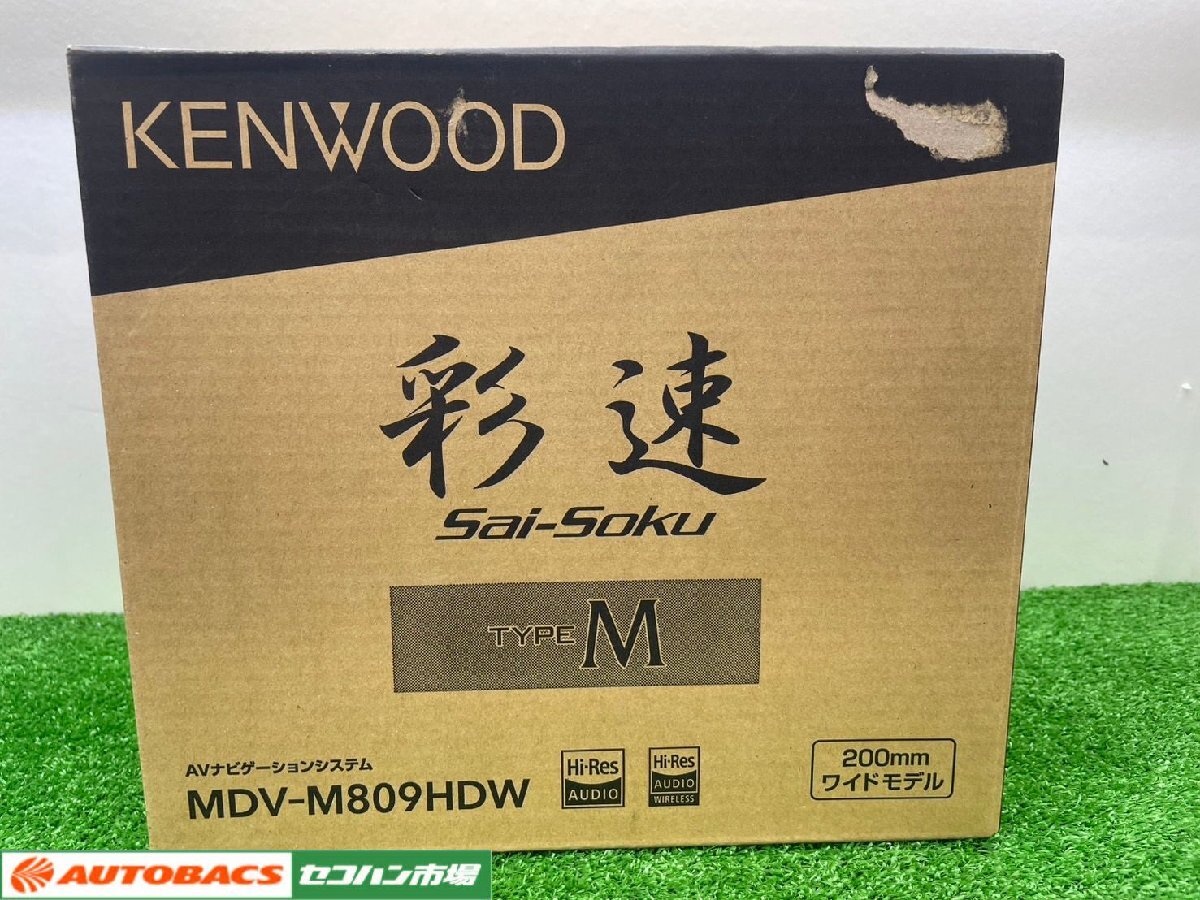 KENWOOD
彩速
Sai-Soku
TYPE M
AVナビゲーションシステム
MDV-M809HDW
Hi-Res
AUDIO
Hi-Res
AUDIO
WIRELESS
200mm
ワイドモデル
AUTOBACS セコハン市場